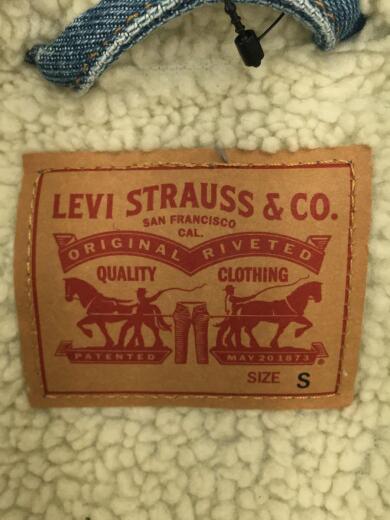 LEVI STRAUSS & CO.
SAN FRANCISCO
CAL.
ORIGINAL RIVETED
QUALITY CLOTHING
PATENTED MAY 20 1873
®
SIZE S